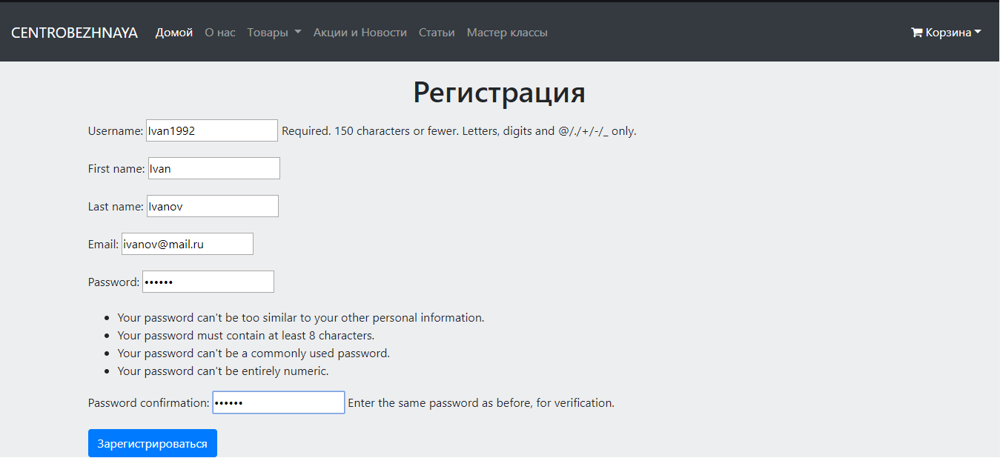 CENTROBEZHNAYA Домой О нас Товары Акции и Новости Статьи Мастер классы Корзина
Регистрация
Username: Ivan1992 Required. 150 characters or fewer. Letters, digits and @/./+/-/_ only.
First name: Ivan
Last name: Ivanov
Email: ivanov@mail.ru
Password: ••••••
• Your password can't be too similar to your other personal information.
• Your password must contain at least 8 characters.
• Your password can't be a commonly used password.
• Your password can't be entirely numeric.
Password confirmation: •••••• Enter the same password as before, for verification.
Зарегистрироваться